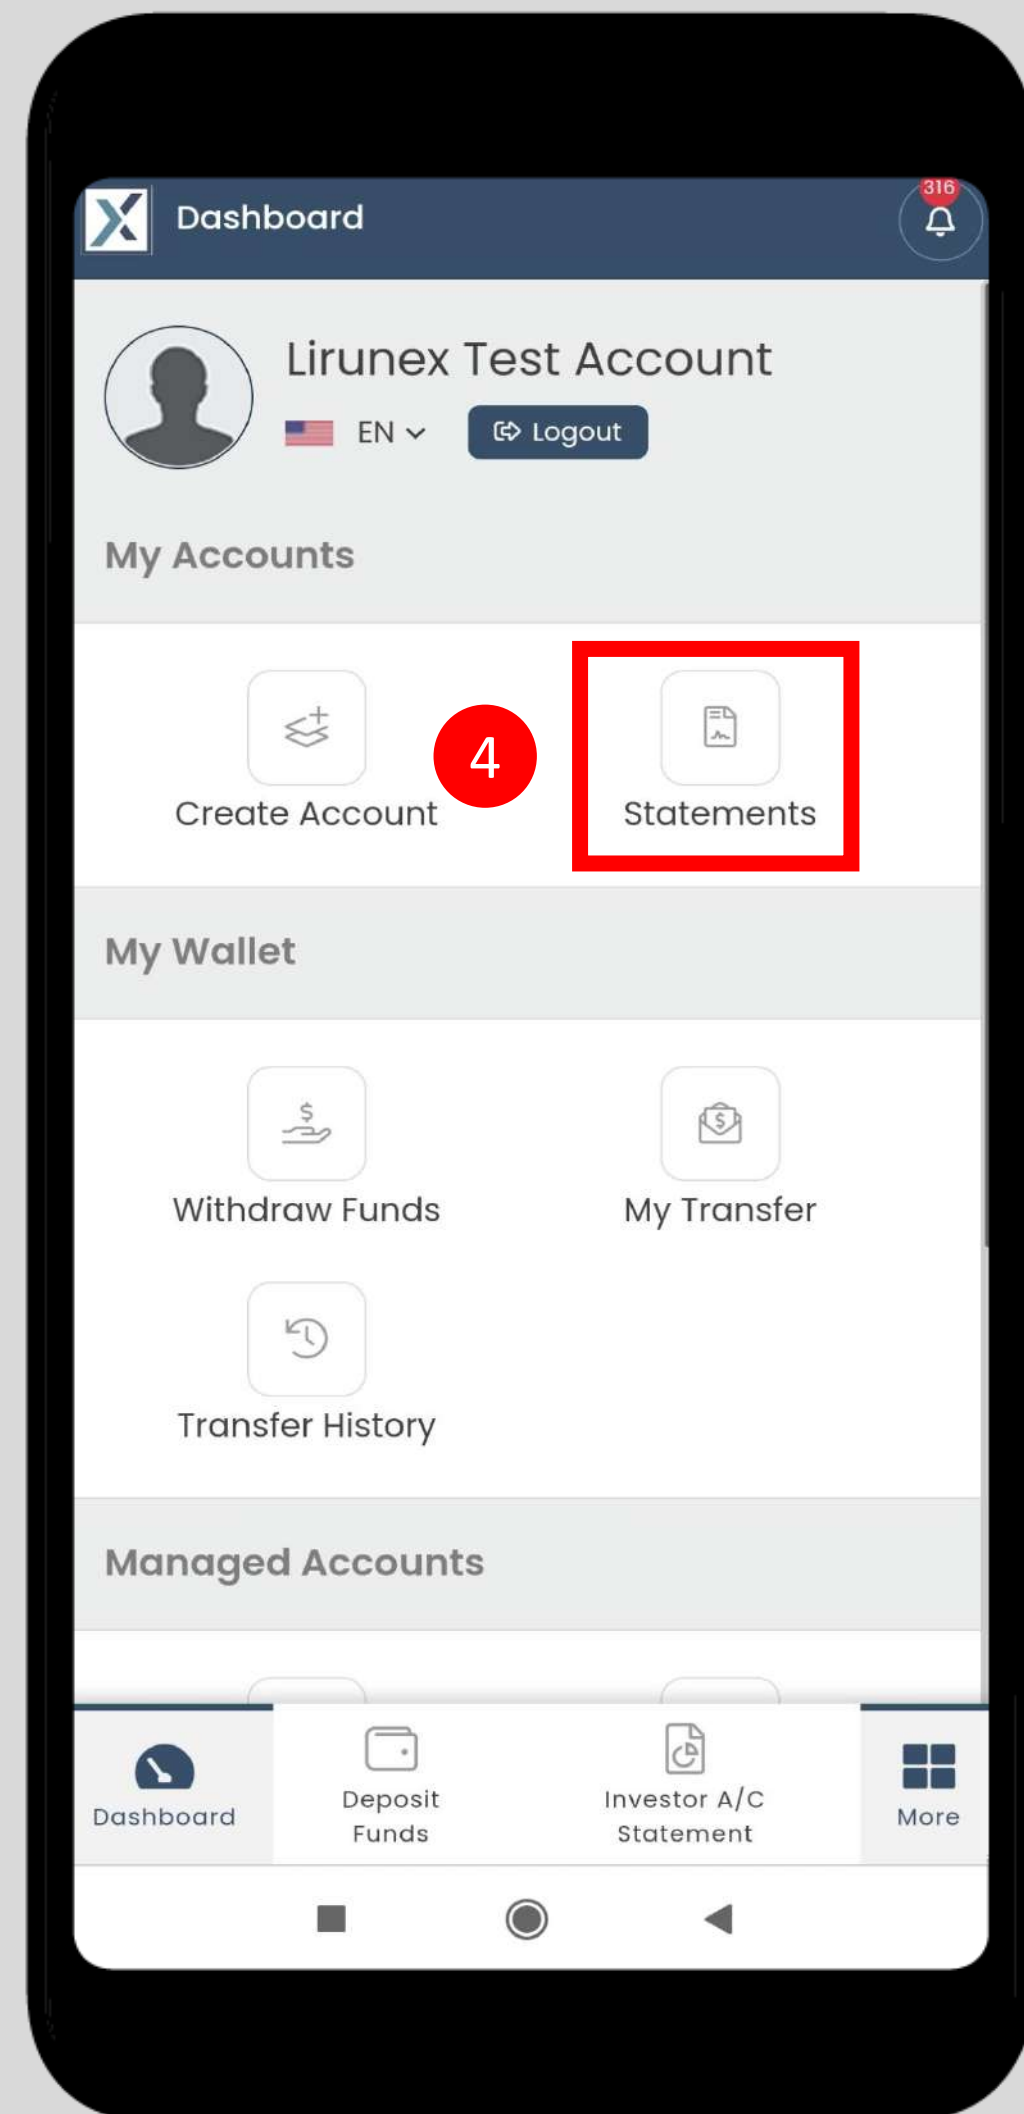 Dashboard
316
Lirunex Test Account
EN
Logout
My Accounts
4
Create Account
Statements
My Wallet
Withdraw Funds
My Transfer
Transfer History
Managed Accounts
Dashboard
Deposit
Funds
Investor A/C
Statement
More